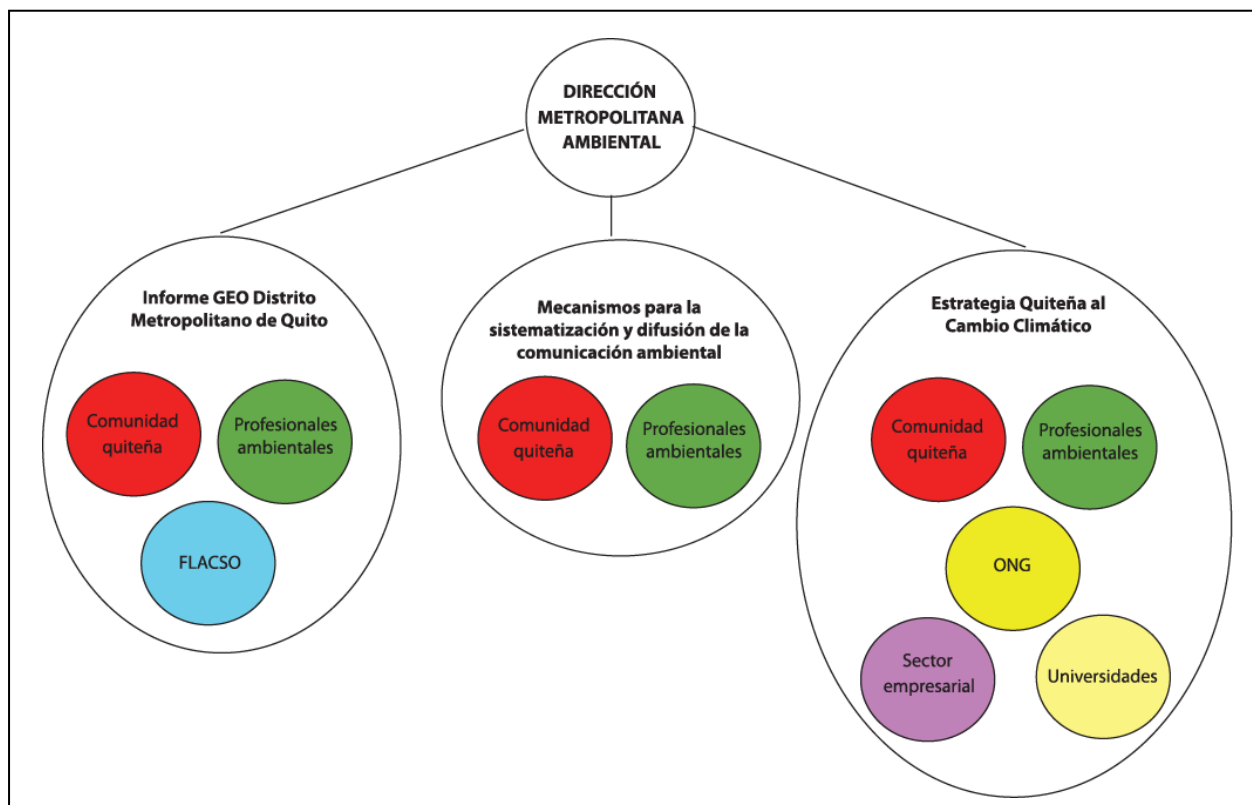 DIRECCIÓN
METROPOLITANA
AMBIENTAL
Informe GEO Distrito
Metropolitano de Quito
Comunidad
quiteña
Profesionales
ambientales
FLACSO
Mecanismos para la
sistematización y difusión de la
comunicación ambiental
Comunidad
quiteña
Profesionales
ambientales
Estrategia Quiteña al
Cambio Climático
Comunidad
quiteña
Profesionales
ambientales
ONG
Sector
empresarial
Universidades